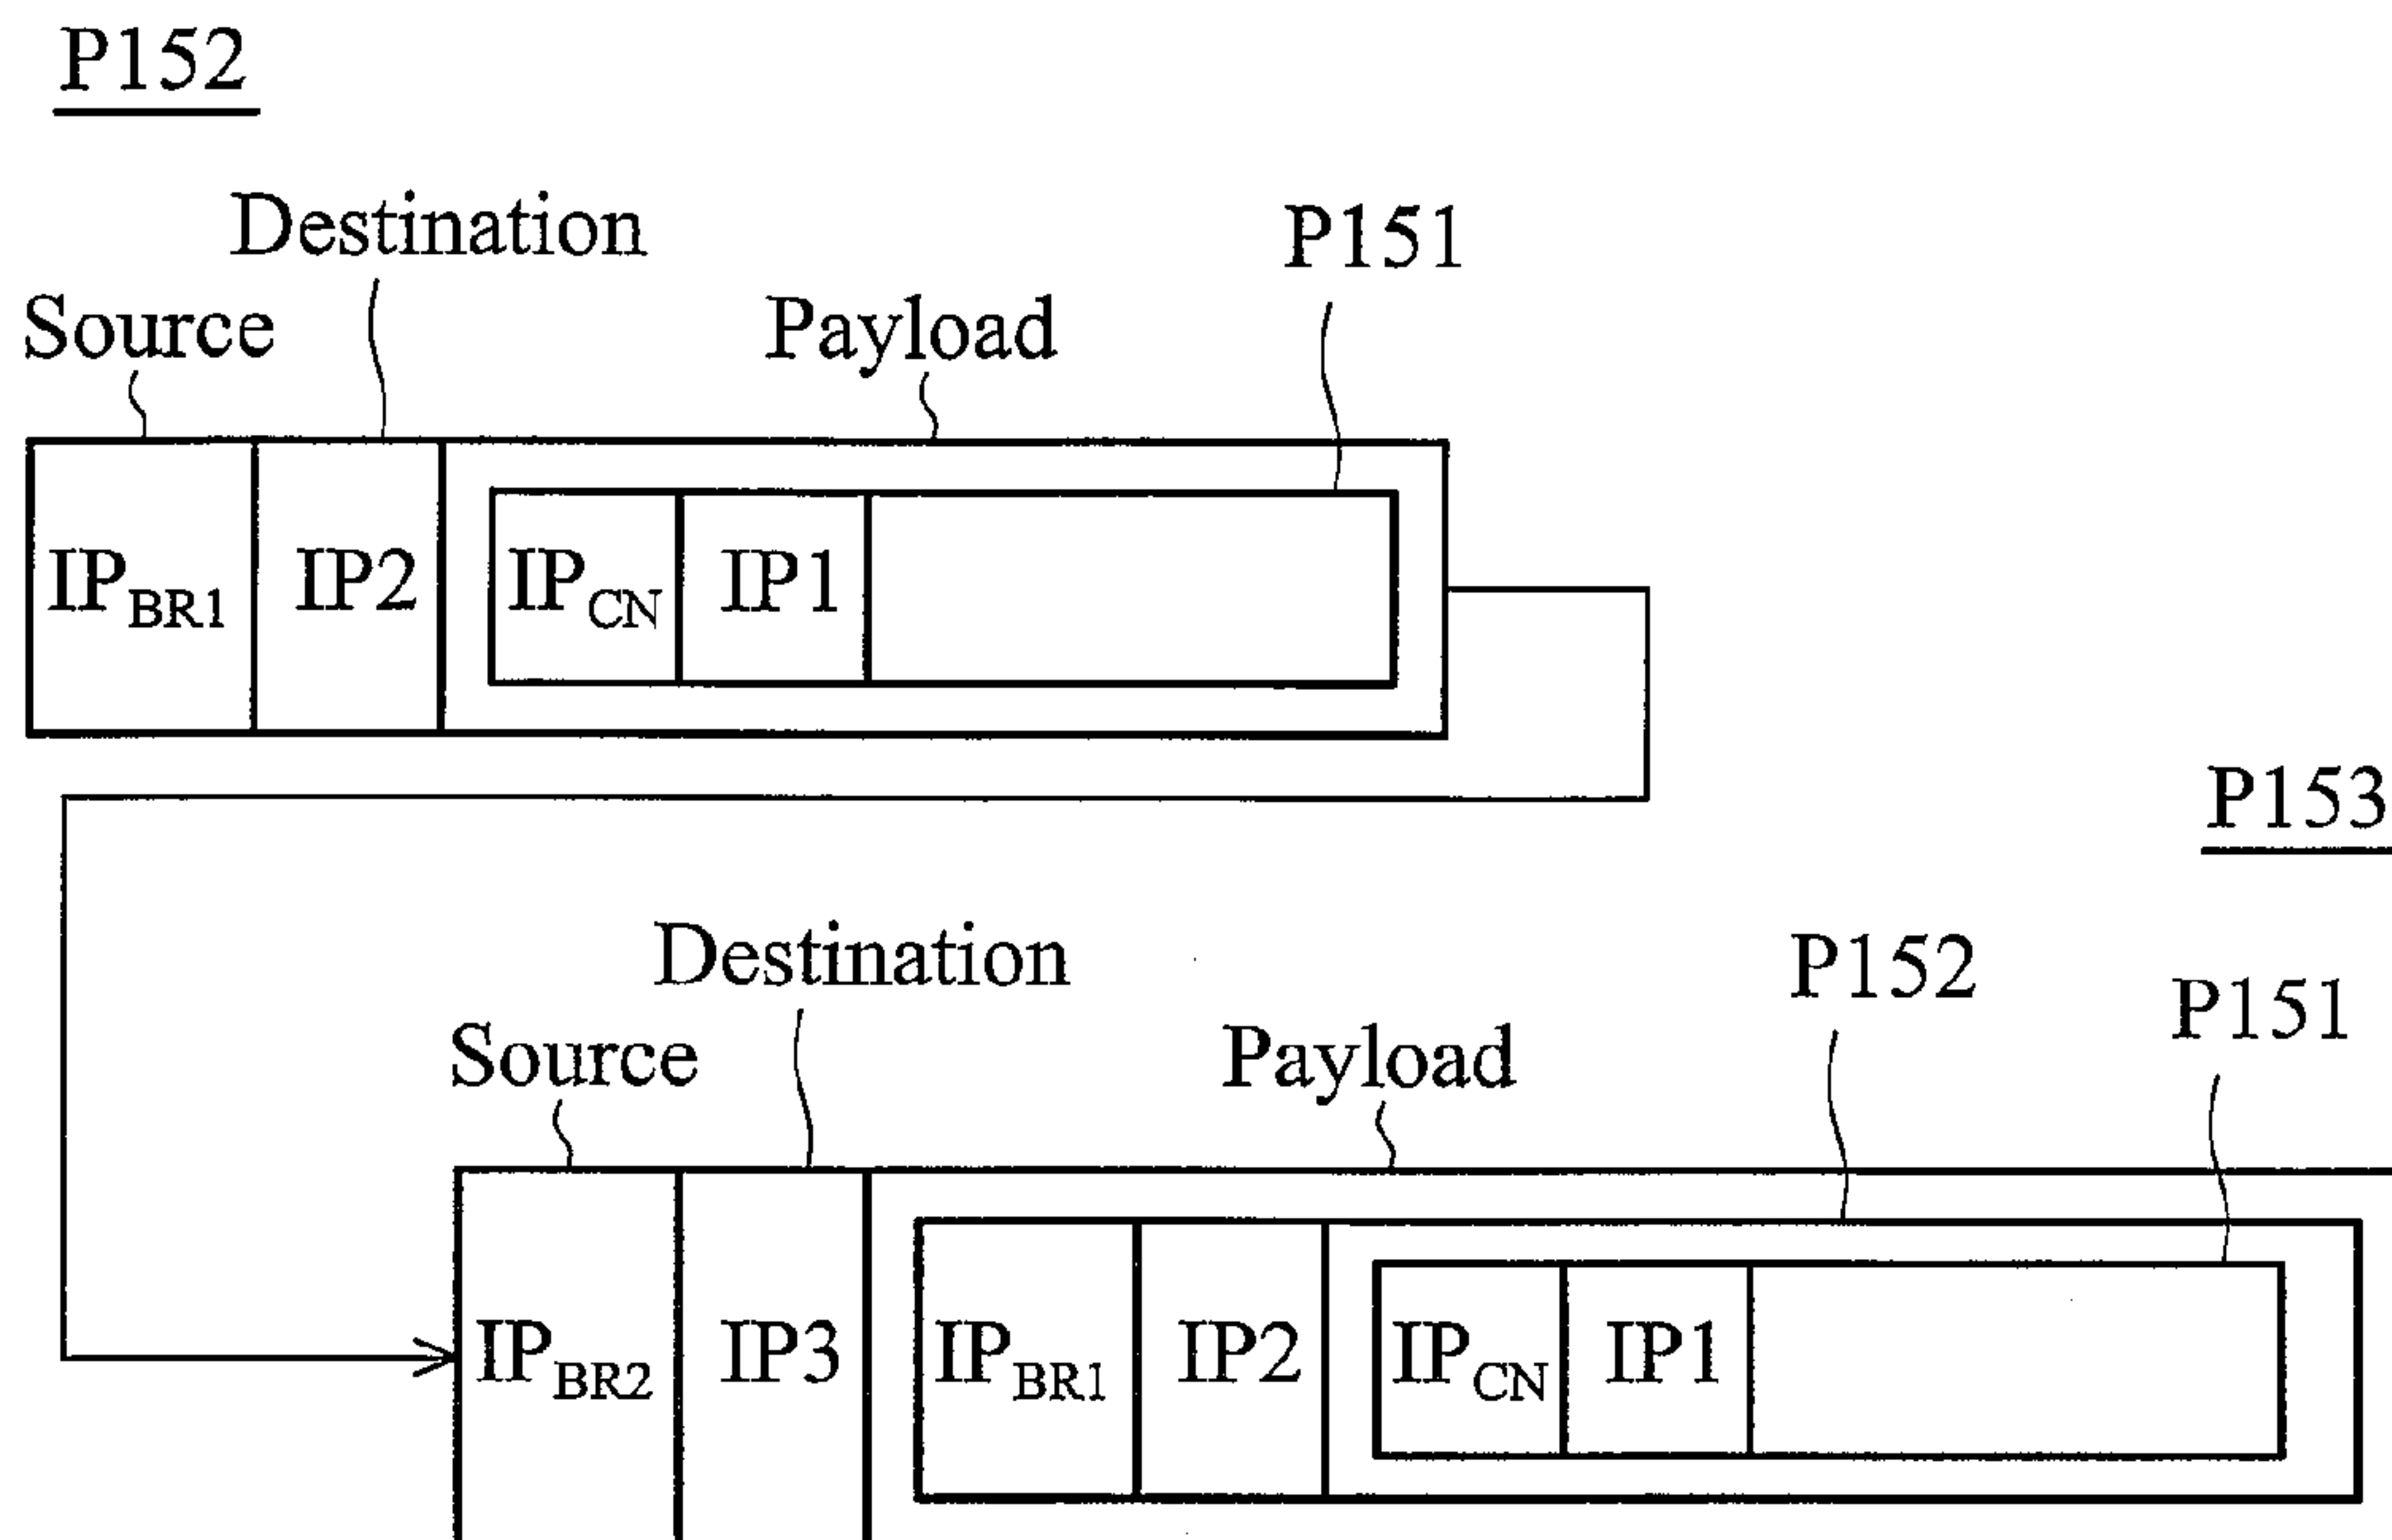 P152
Destination
P151
Source
Payload
IPBR1 IP2 IPCN IP1
P153
Destination
P152
P151
Source
Payload
IPBR2 IP3 IPBR1 IP2 IPCN IP1